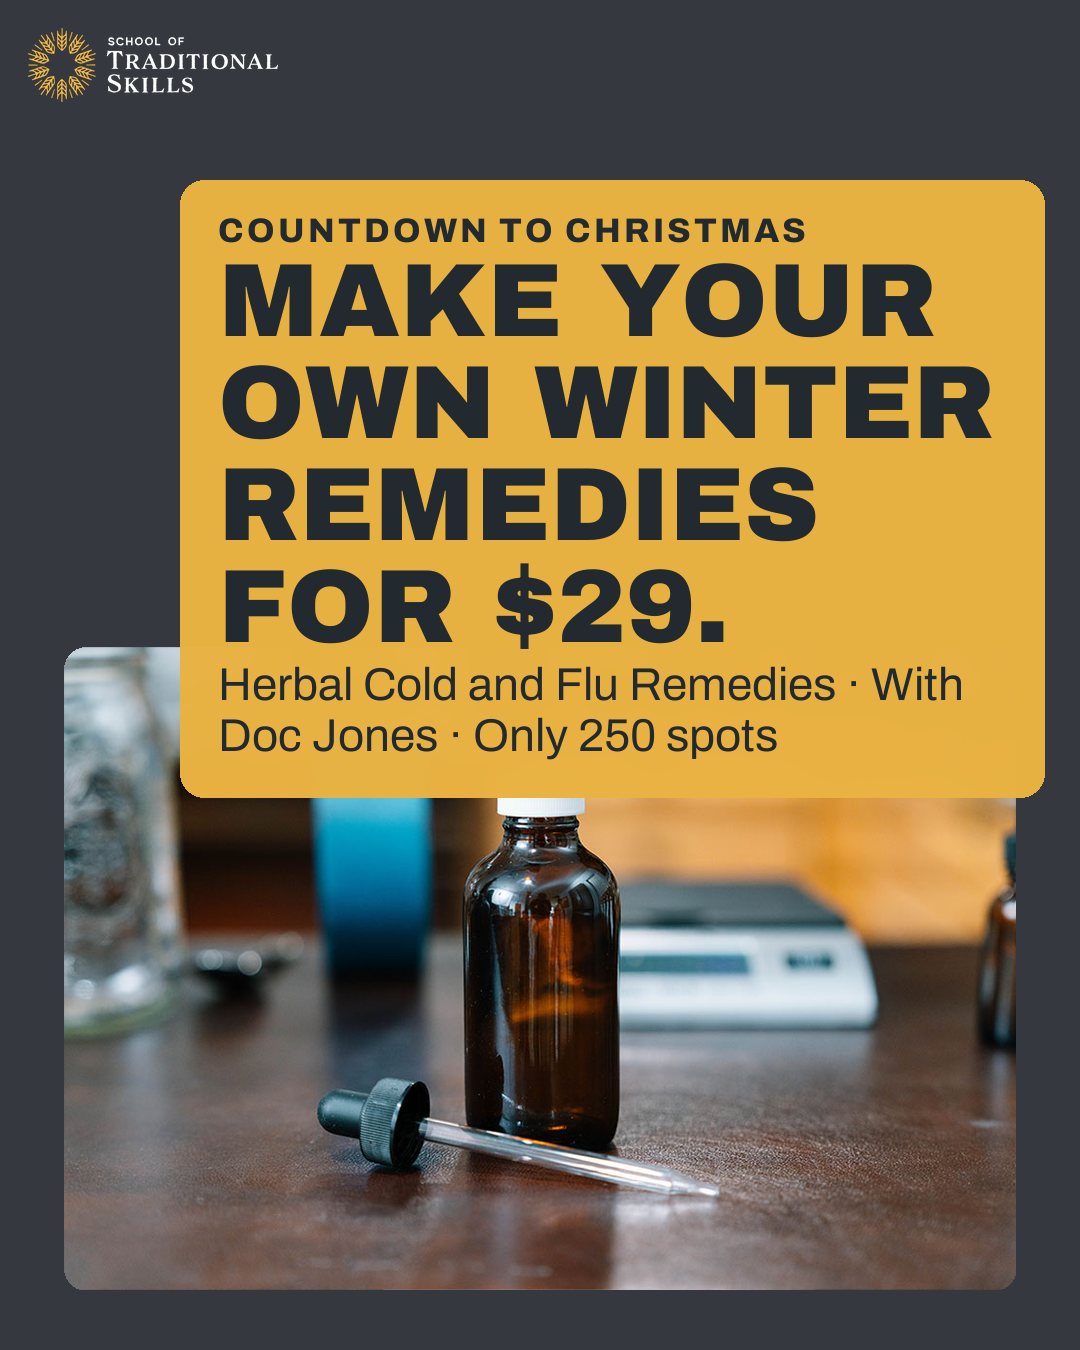 SCHOOL OF
TRADITIONAL
SKILLS
COUNTDOWN TO CHRISTMAS
MAKE YOUR
OWN WINTER
REMEDIES
FOR $29.
Herbal Cold and Flu Remedies · With
Doc Jones · Only 250 spots